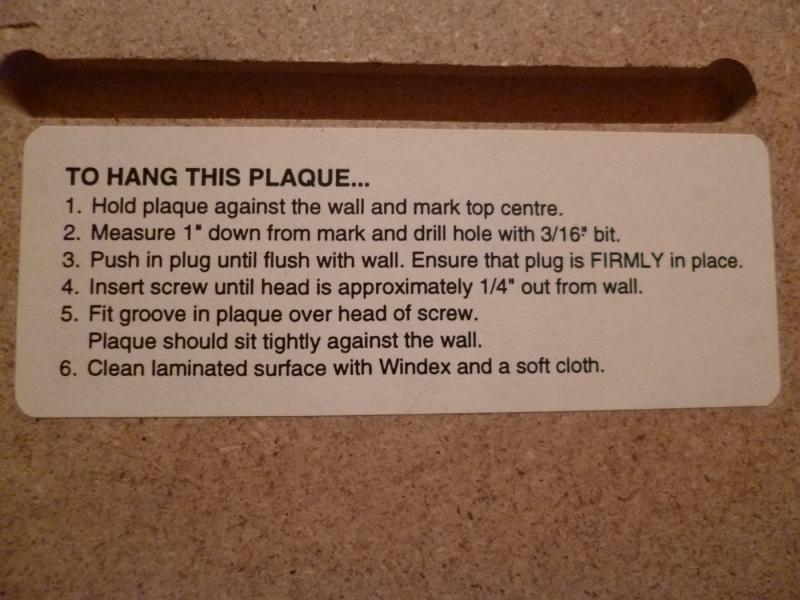 TO HANG THIS PLAQUE...
1. Hold plaque against the wall and mark top centre.
2. Measure 1" down from mark and drill hole with 3/16" bit.
3. Push in plug until flush with wall. Ensure that plug is FIRMLY in place.
4. Insert screw until head is approximately 1/4" out from wall.
5. Fit groove in plaque over head of screw.
Plaque should sit tightly against the wall.
6. Clean laminated surface with Windex and a soft cloth.